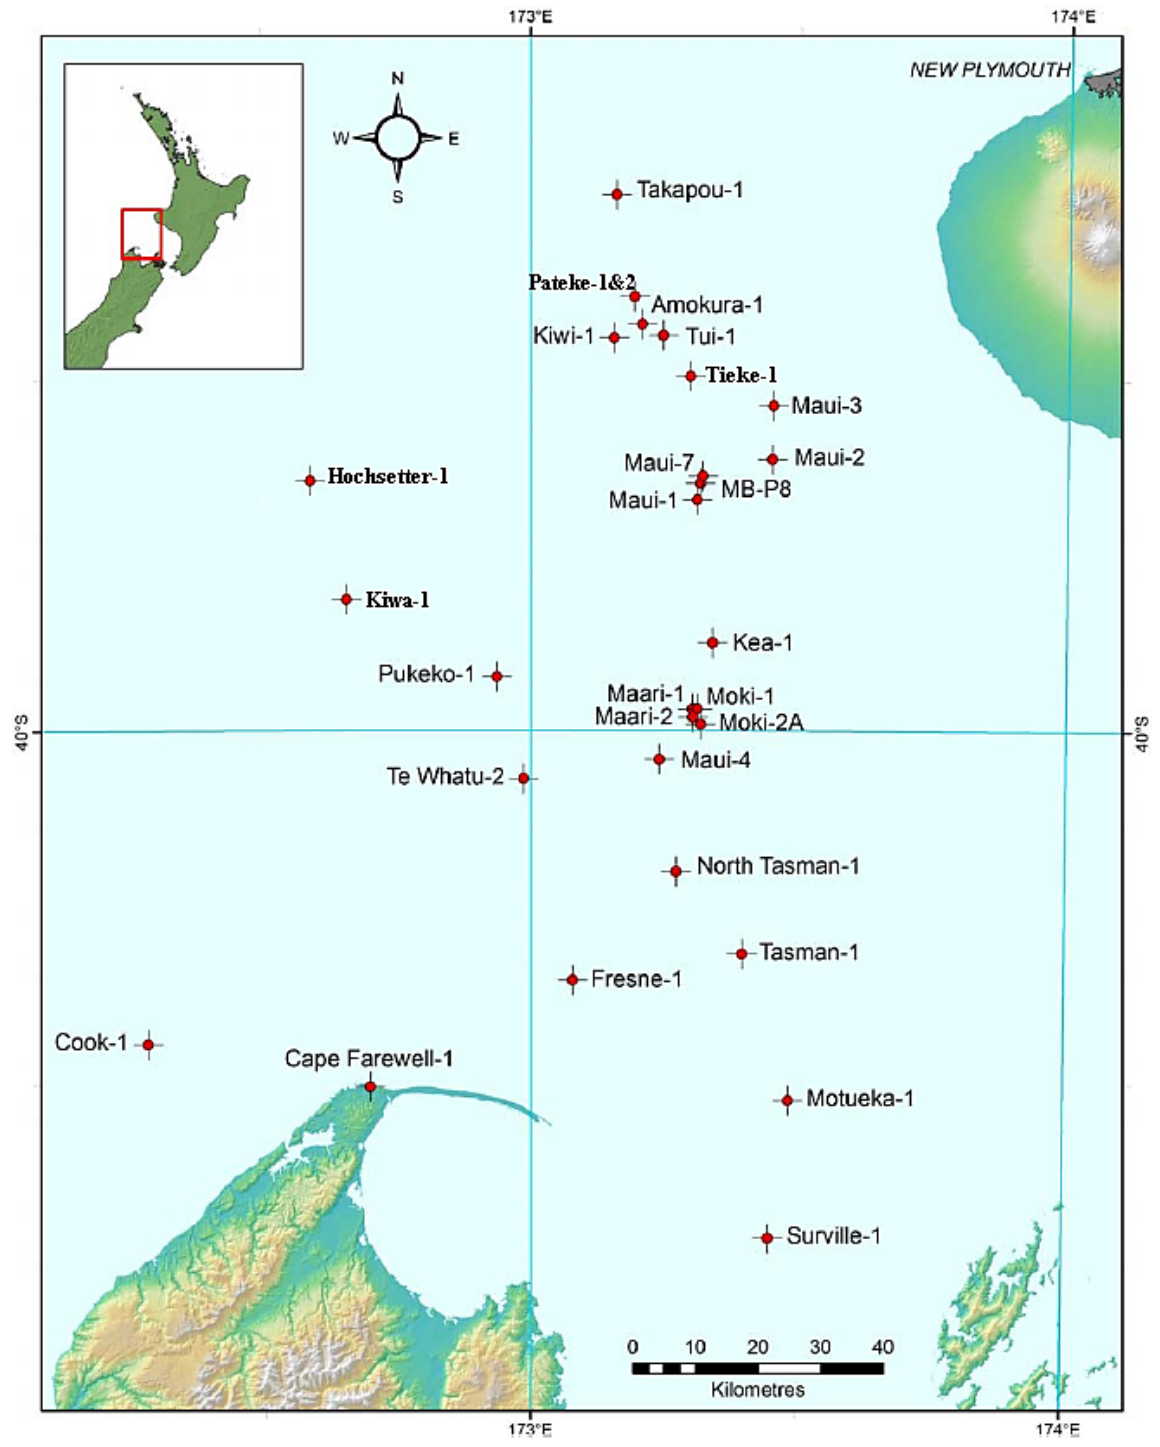 173°E 174°E
NEW PLYMOUTH
N
W E
S
Takapou-1
Pateke-1&2
Amokura-1
Kiwi-1 Tui-1
Tieke-1
Maui-3
Maui-7 Maui-2
Hochsetter-1
MB-P8
Maui-1
Kiwa-1
Kea-1
Pukeko-1
Maari-1 Moki-1
Maari-2 Moki-2A
40°S 40°S
Maui-4
Te Whatu-2
North Tasman-1
Tasman-1
Fresne-1
Cook-1
Cape Farewell-1
Motueka-1
Surville-1
0 10 20 30 40
Kilometres
173°E 174°E